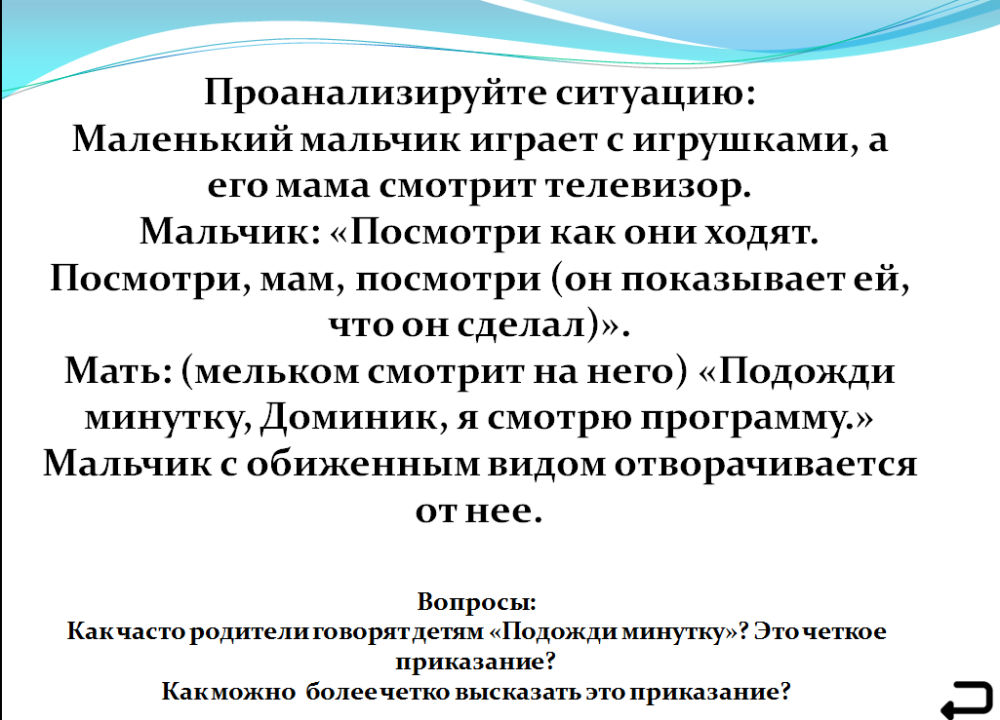 Проанализируйте ситуацию:
Маленький мальчик играет с игрушками, а
его мама смотрит телевизор.
Мальчик: «Посмотри как они ходят.
Посмотри, мам, посмотри (он показывает ей,
что он сделал)».
Мать: (мельком смотрит на него) «Подожди
минутку, Доминик, я смотрю программу.»
Мальчик с обиженным видом отворачивается
от нее.
Вопросы:
Как часто родители говорят детям «Подожди минутку»? Это четкое
приказание?
Как можно более четко высказать это приказание?